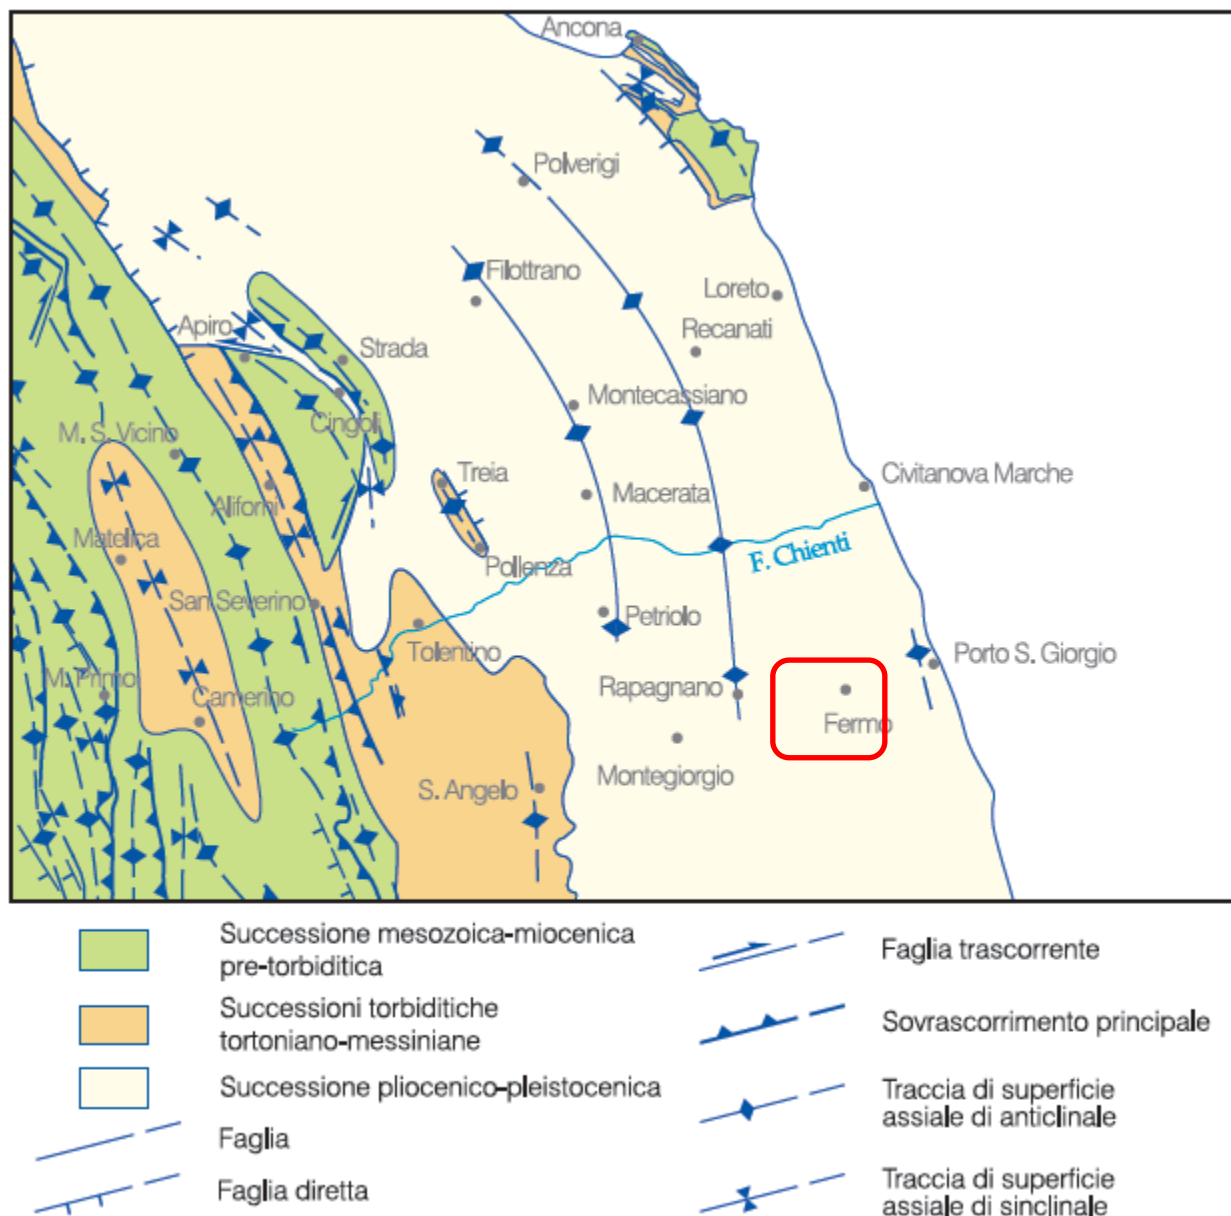 Ancona
Polverigi
Filottrano
Loreto
Recanati
Apiro
Strada
Montecassiano
Cingoli
M. S. Vicino
Treia
Civitanova Marche
Aliforni
Macerata
Matelica
F. Chienti
Pollenza
San Severino
Petriolo
Tolentino
Porto S. Giorgio
M. Primo
Camerino
Rapagnano
Fermo
Montegiorgio
S. Angelo
Successione mesozoica-miocenica
pre-torbiditica
Successioni torbiditiche
tortoniano-messiniane
Successione pliocenico-pleistocenica
Faglia
Faglia diretta
Faglia trascorrente
Sovrascorrimento principale
Traccia di superficie
assiale di anticlinale
Traccia di superficie
assiale di sinclinale